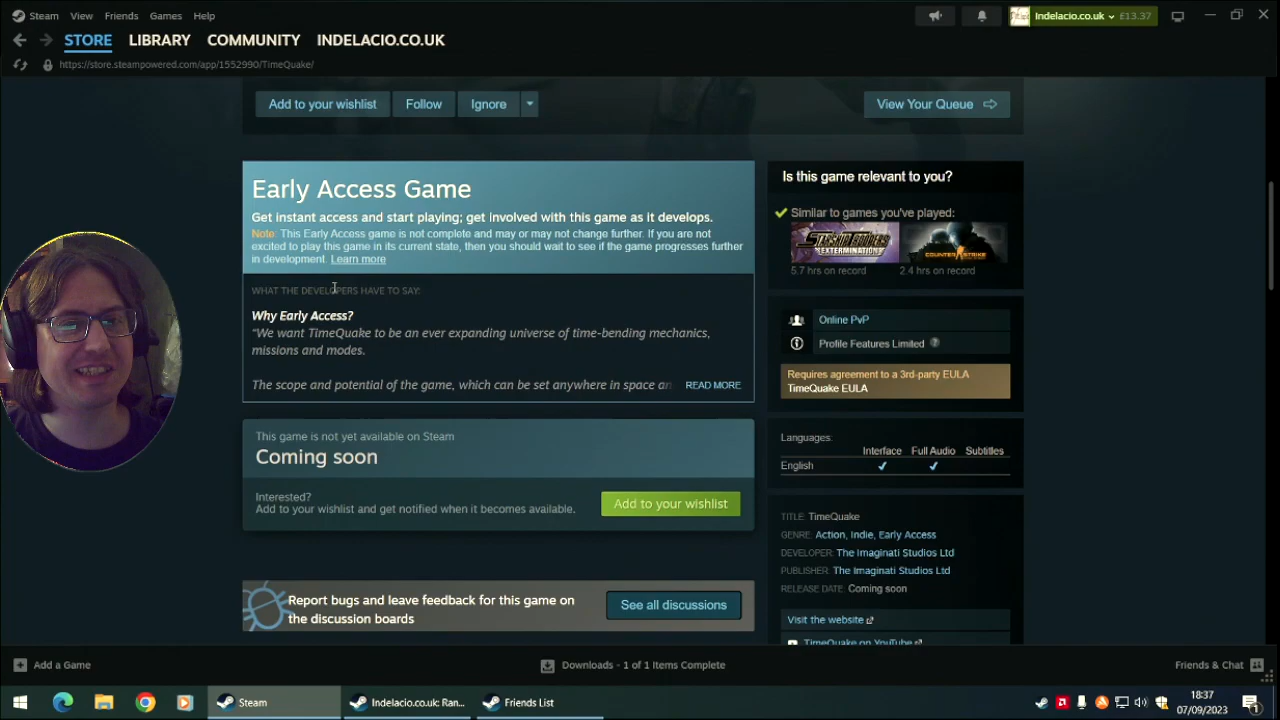 Steam View Friends Games Help
Indelacio.co.uk £13.37
STORE LIBRARY COMMUNITY INDELACIO.CO.UK
https://store.steampowered.com/app/1552990/TimeQuake/
Add to your wishlist Follow Ignore
View Your Queue
Early Access Game
Get instant access and start playing; get involved with this game as it develops.
Note: This Early Access game is not complete and may or may not change further. If you are
not excited to play this game in its current state, then you should wait to see if the game progresses further
in development. Learn more
WHAT THE DEVELOPERS HAVE TO SAY:
Why Early Access?
“We want TimeQuake to be an ever expanding universe of time-bending mechanics,
missions and modes.
The scope and potential of the game, which can be set anywhere in space an
READ MORE
This game is not yet available on Steam
Coming soon
Interested?
Add to your wishlist and get notified when it becomes available.
Add to your wishlist
Report bugs and leave feedback for this game on
the discussion boards
See all discussions
Is this game relevant to you?
Similar to games you've played:
STARSHIP TROOPERS
EXTERMINATION
COUNTER STRIKE
5.7 hrs on record 2.4 hrs on record
Online PvP
Profile Features Limited ?
Requires agreement to a 3rd-party EULA
TimeQuake EULA
Languages:
Interface Full Audio Subtitles
English
TITLE: TimeQuake
GENRE: Action, Indie, Early Access
DEVELOPER: The Imaginati Studios Ltd
PUBLISHER: The Imaginati Studios Ltd
RELEASE DATE: Coming soon
Visit the website
TimeQuake on YouTube
Add a Game
Downloads - 1 of 1 Items Complete
Friends & Chat
Steam
Indelacio.co.uk: Ran...
Friends List
18:37
07/09/2023